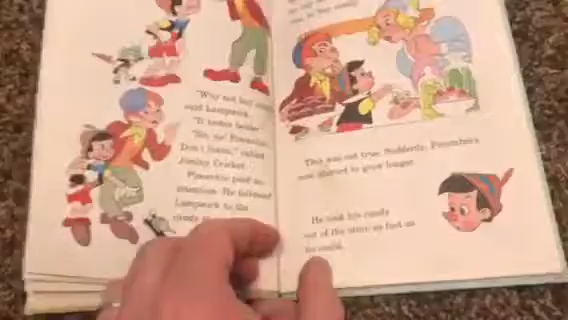 "Why not buy some
said Lampwick.
"It tastes better
"No, no! Pinocchio,
Don't listen," called
Jiminy Cricket.
Pinocchio paid no
attention. He followed
Lampwick to the
candy
This was not true. Suddenly, Pinocchio's
nose started to grow longer.
He took his candy
out of the store as fast as
he could.